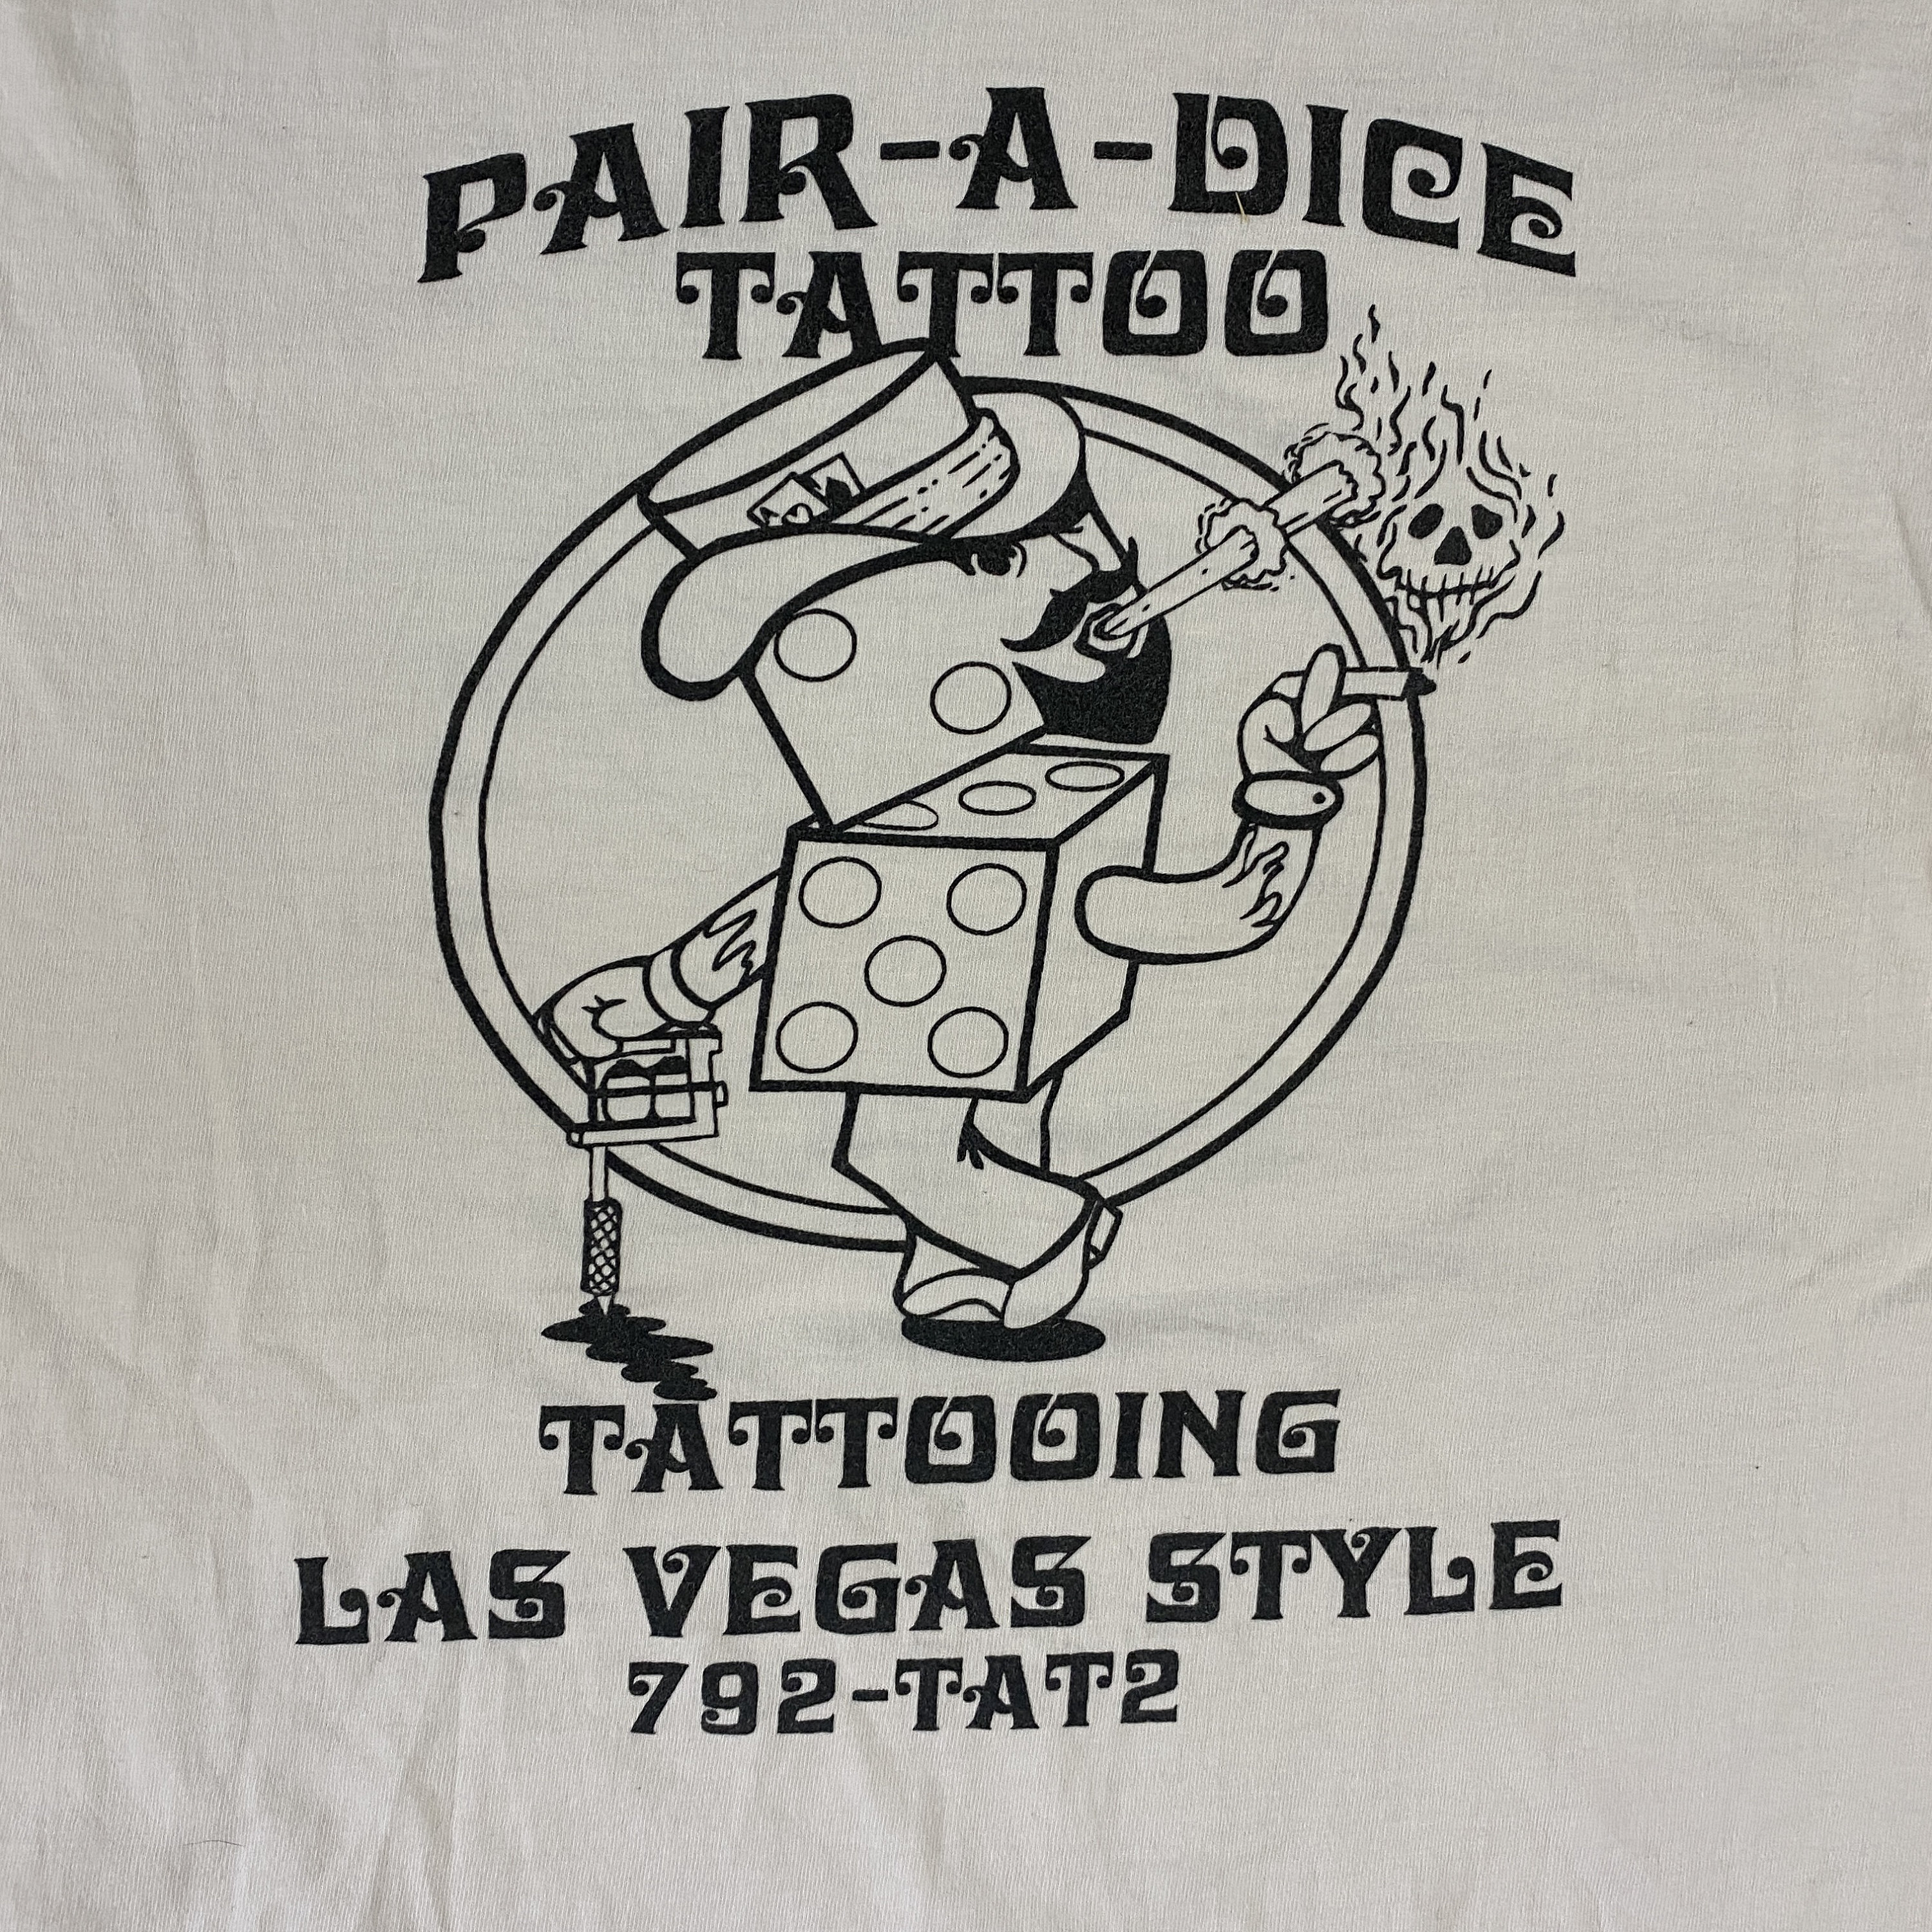 PAIR-A-DICE
TATTOO
TATTOOING
LAS VEGAS STYLE
792-TAT2